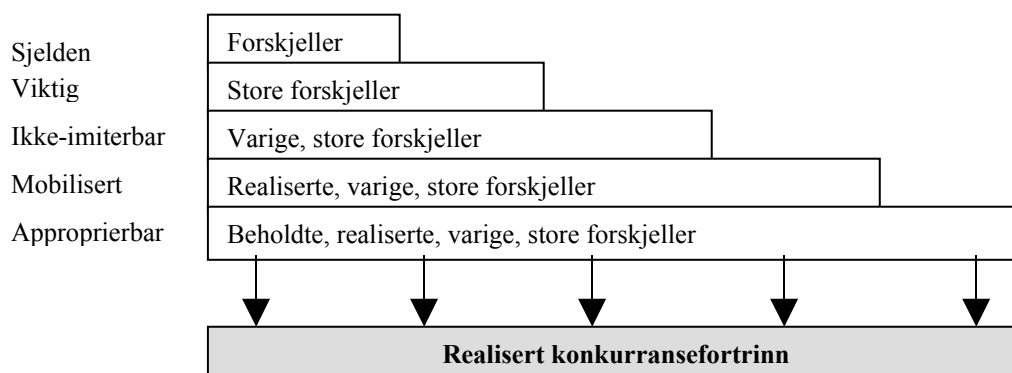 Sjelden
Forskjeller
Viktig
Store forskjeller
Ikke-imiterbar
Varige, store forskjeller
Mobilisert
Realiserte, varige, store forskjeller
Approprierbar
Beholdte, realiserte, varige, store forskjeller
Realisert konkurransefortrinn